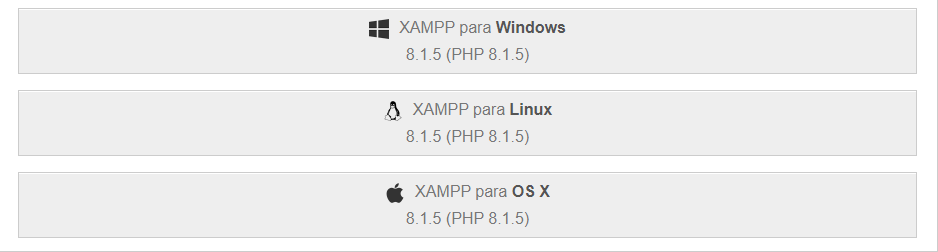 XAMPP para Windows
8.1.5 (PHP 8.1.5)
XAMPP para Linux
8.1.5 (PHP 8.1.5)
XAMPP para OS X
8.1.5 (PHP 8.1.5)